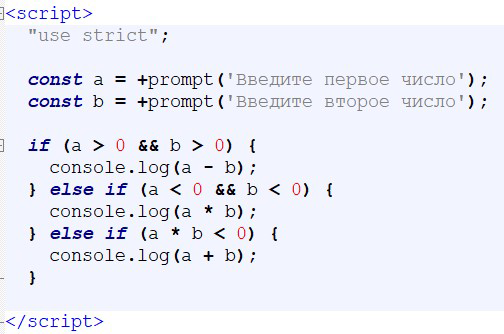 <script>
"use strict";
const a = +prompt('Введите первое число');
const b = +prompt('Введите второе число');
if (a > 0 && b > 0) {
console.log(a - b);
} else if (a < 0 && b < 0) {
console.log(a * b);
} else if (a * b < 0) {
console.log(a + b);
}
</script>